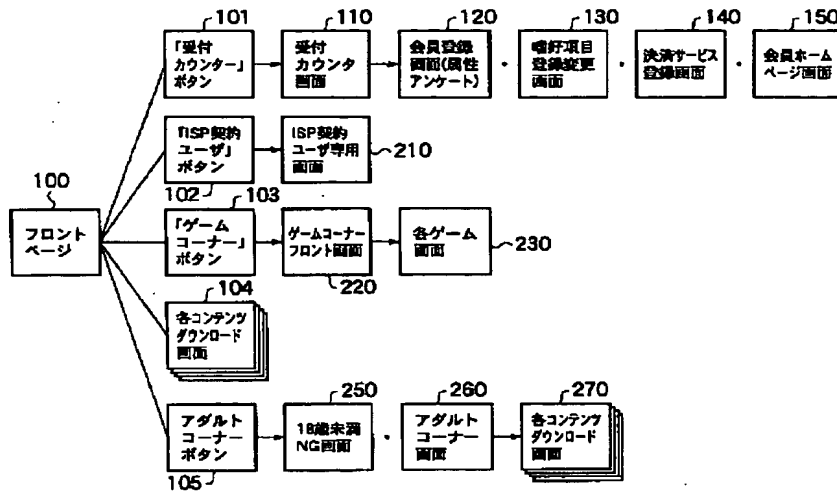 101
110
120
130
140
150
「受付
カウンター」
ボタン
受付
カウンタ
画面
会員登録
画面(属性
アンケート)
嗜好項目
登録変更
画面
決済サービス
登録画面
会員ホーム
ページ画面
「ISP契約
ユーザ」
ボタン
ISP契約
ユーザ専用
画面
210
100
102
103
フロント
ページ
「ゲーム
コーナー」
ボタン
ゲームコーナー
フロント画面
各ゲーム
画面
230
104
220
各コンテンツ
ダウンロード
画面
250
260
270
アダルト
コーナー
ボタン
18歳未満
NG画面
アダルト
コーナー
画面
各コンテンツ
ダウンロード
画面
105